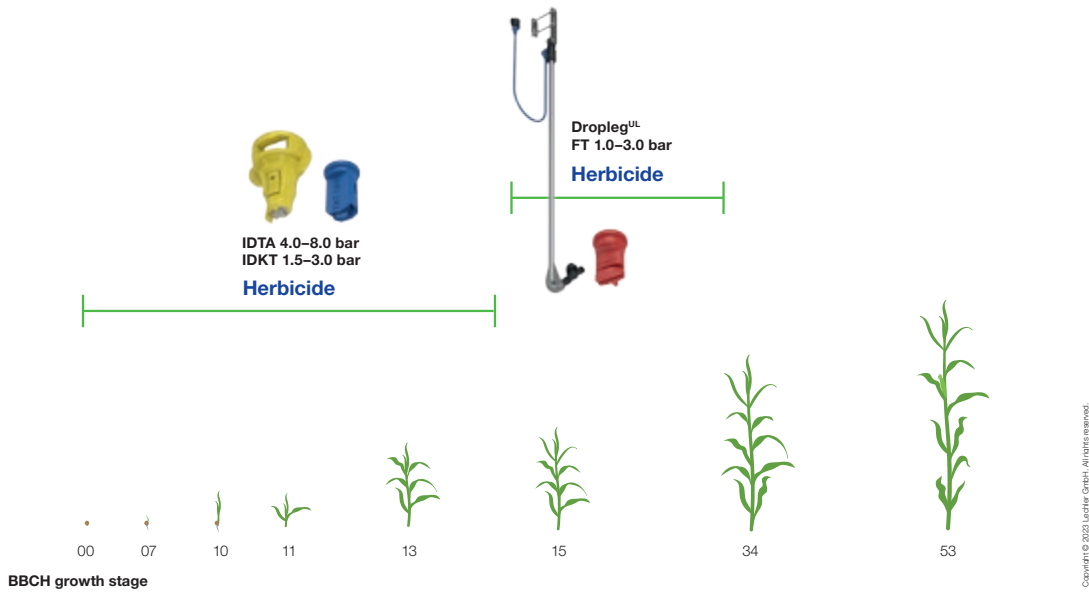 Dropleg^UL
FT 1.0–3.0 bar
Herbicide
IDTA 4.0–8.0 bar
IDKT 1.5–3.0 bar
Herbicide
00 07 10 11 13 15 34 53
BBCH growth stage
Copyright © 2023 Lechler GmbH. All rights reserved.